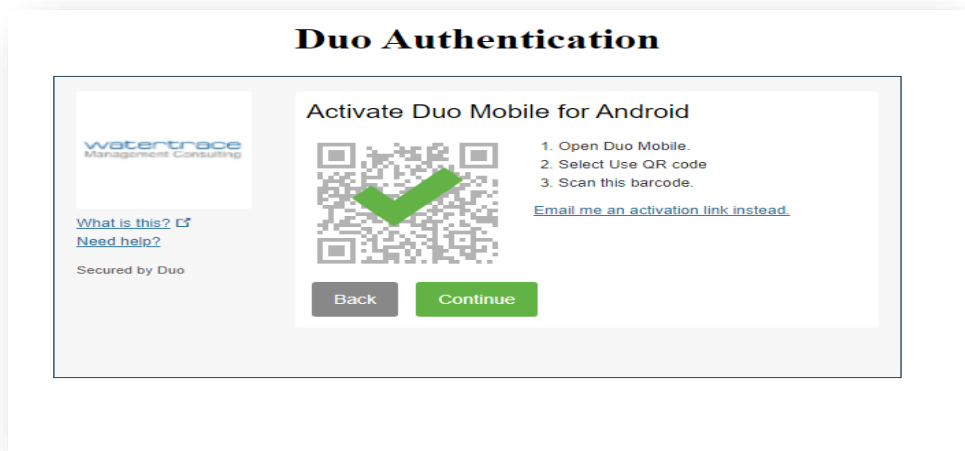 Duo Authentication
watertrace
Management Consulting
What is this?
Need help?
Secured by Duo
Activate Duo Mobile for Android
1. Open Duo Mobile.
2. Select Use QR code
3. Scan this barcode.
Email me an activation link instead.
Back
Continue